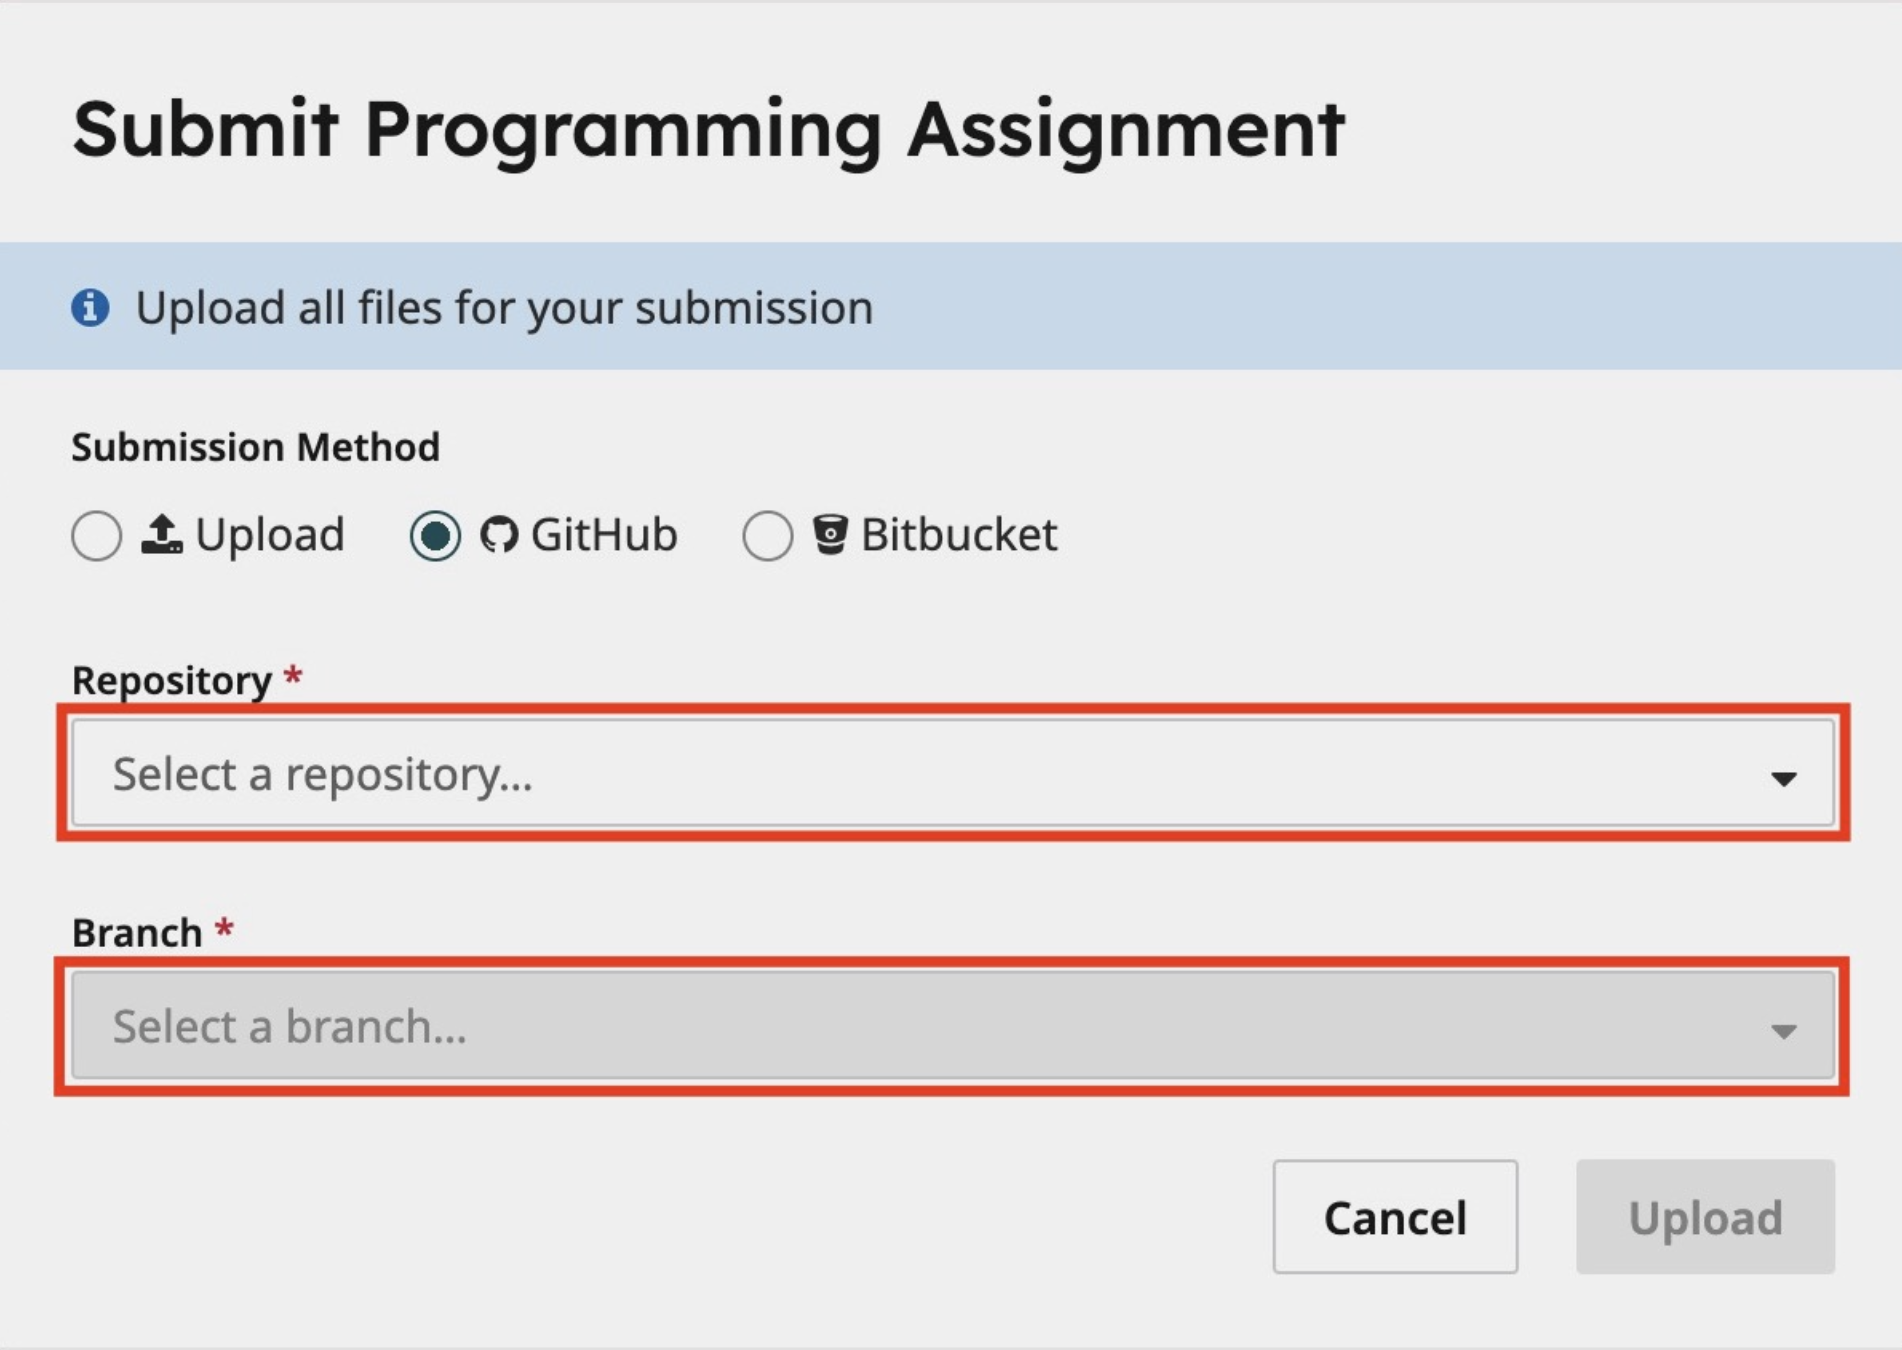 Submit Programming Assignment
Upload all files for your submission
Submission Method
Upload GitHub Bitbucket
Repository *
Select a repository...
Branch *
Select a branch...
Cancel Upload